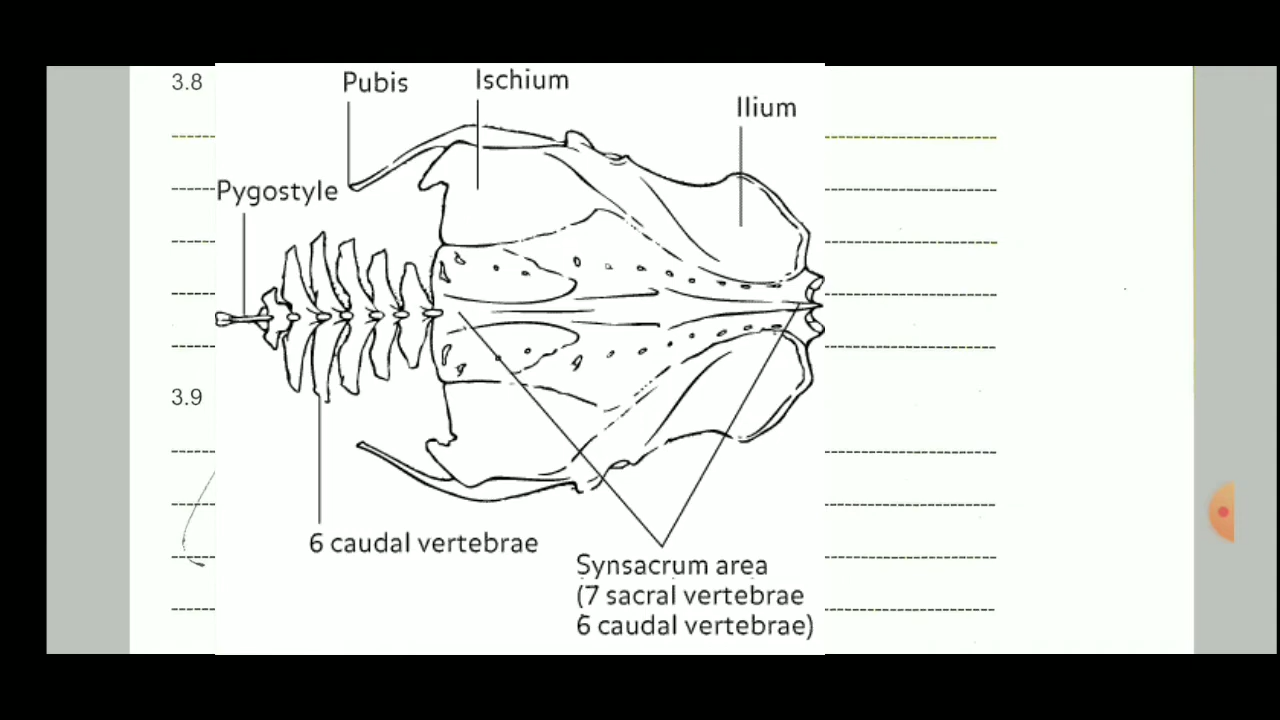 3.8
Pubis
Ischium
Ilium
Pygostyle
3.9
6 caudal vertebrae
Synsacrum area
(7 sacral vertebrae
6 caudal vertebrae)